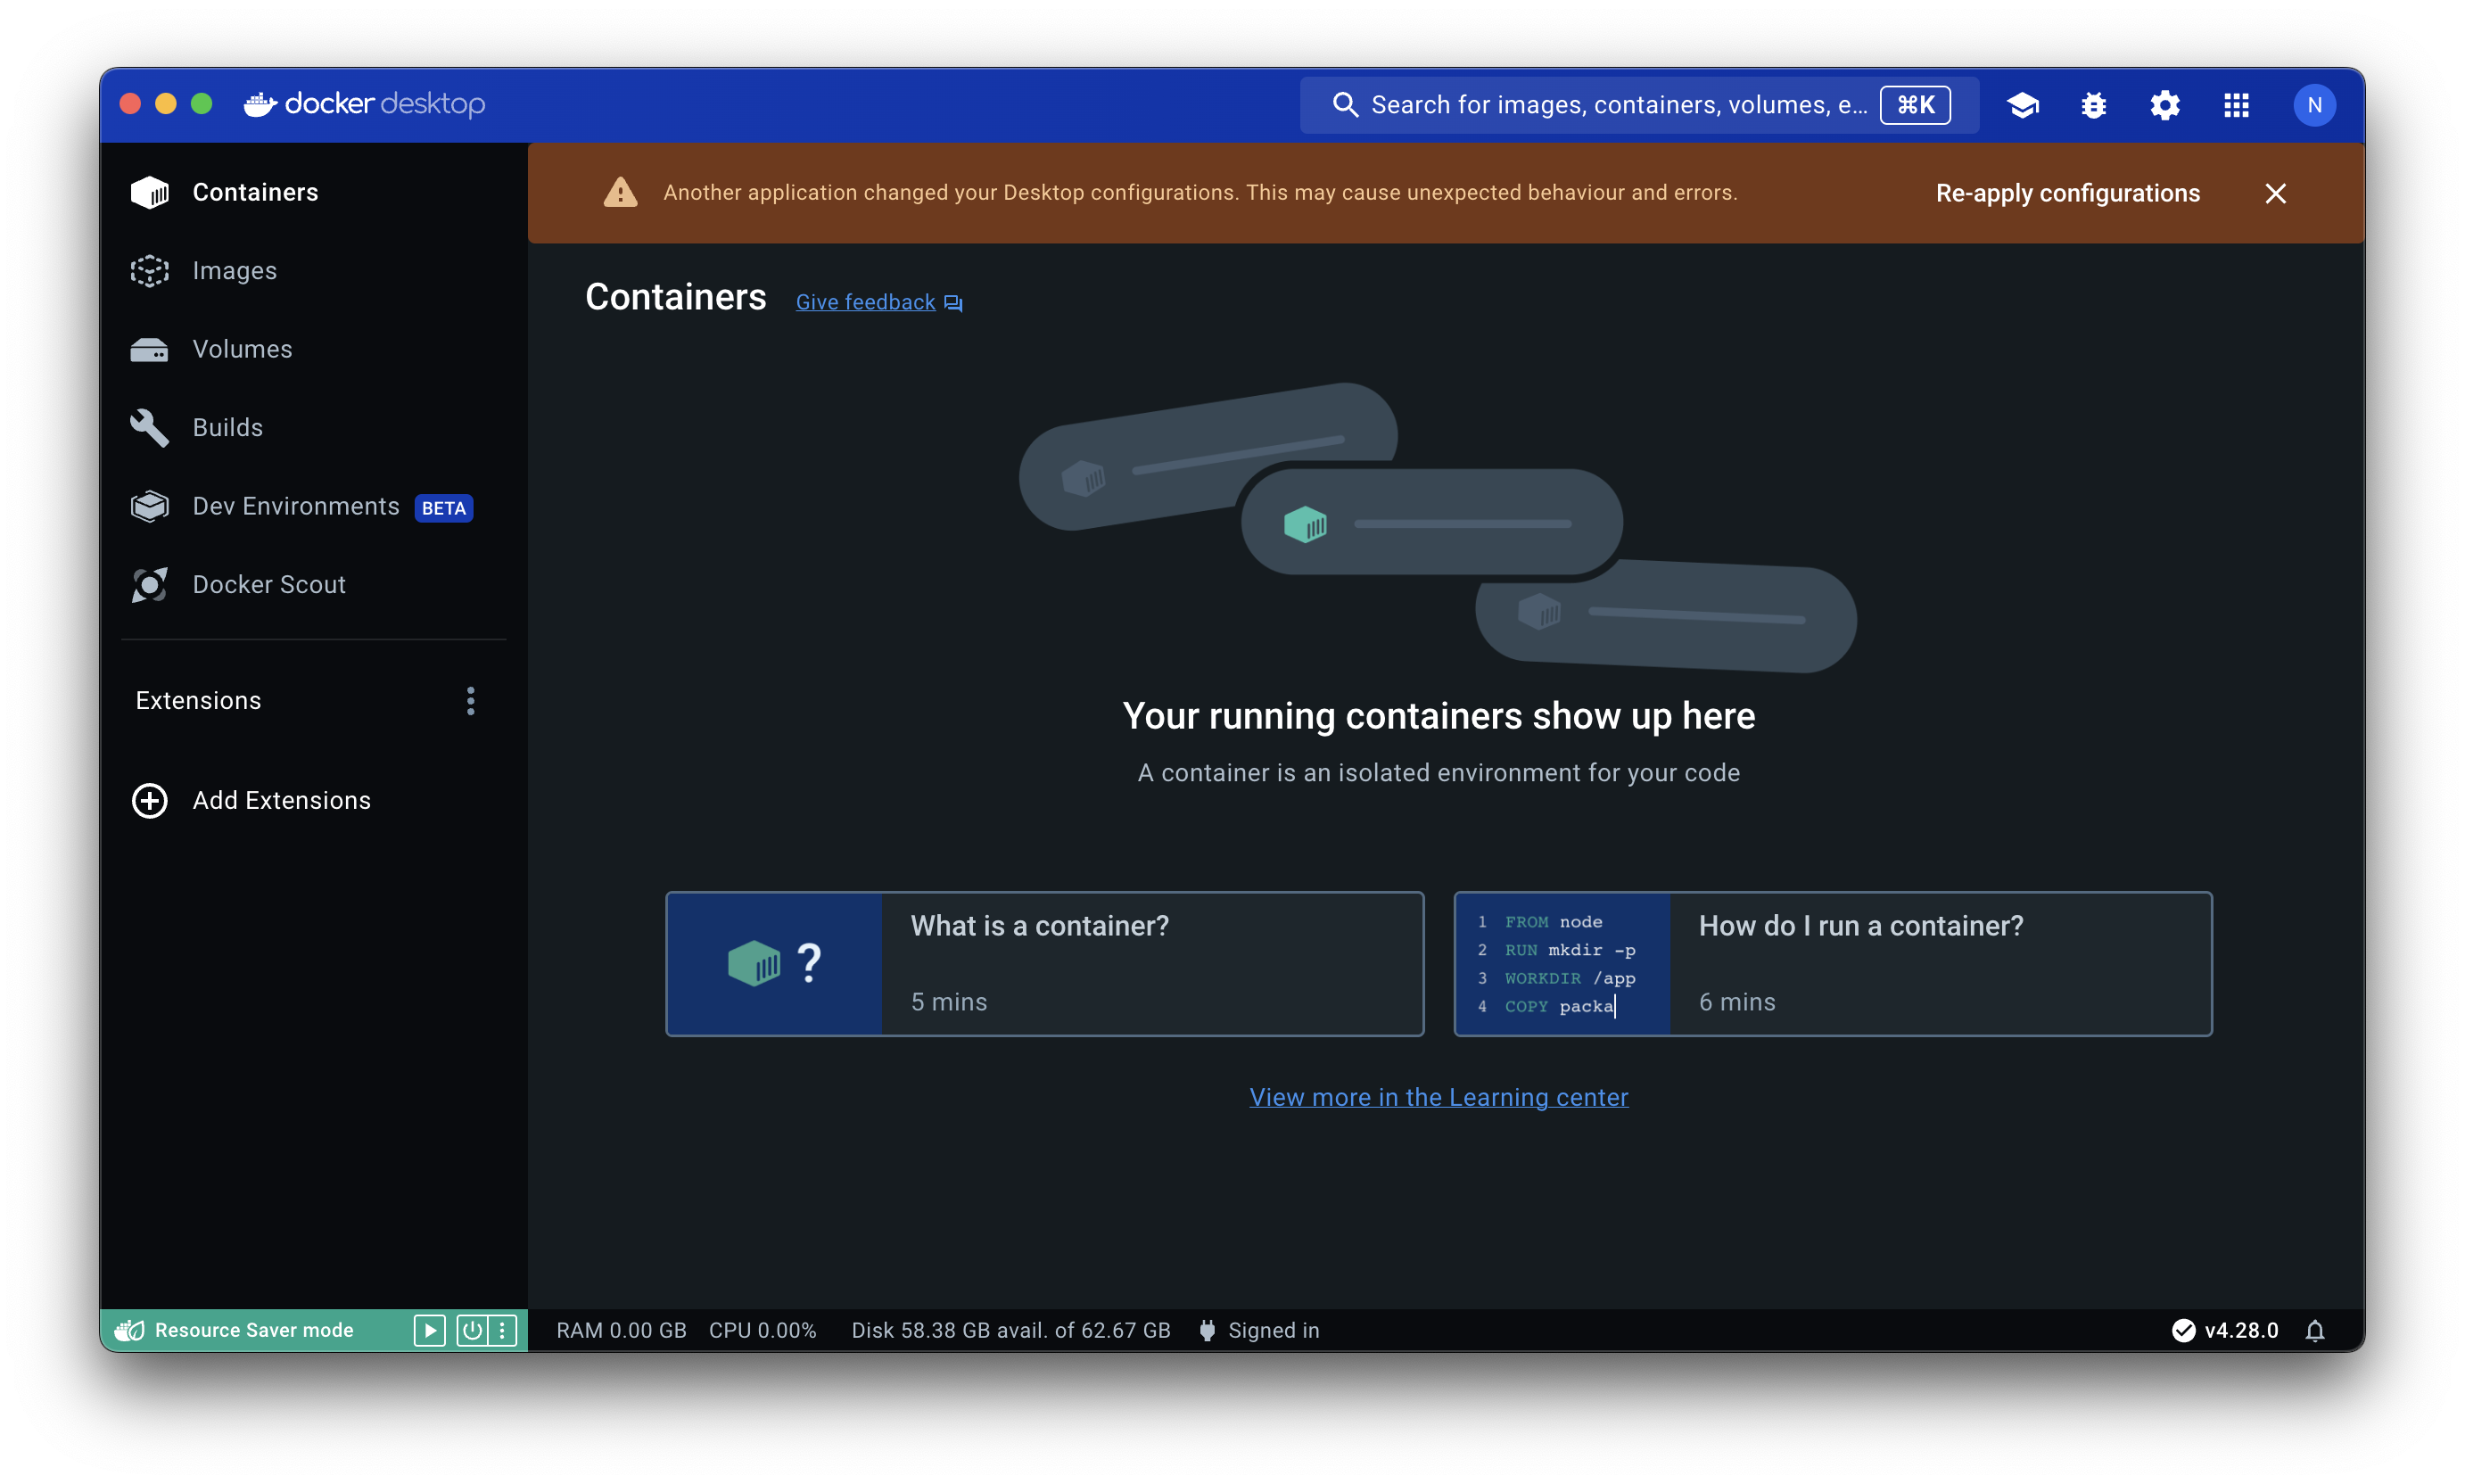 docker desktop
Search for images, containers, volumes, e... ⌘K
N
Containers
Images
Volumes
Builds
Dev Environments BETA
Docker Scout
Extensions
Add Extensions
Another application changed your Desktop configurations. This may cause unexpected behaviour and errors.
Re-apply configurations
Containers Give feedback
Your running containers show up here
A container is an isolated environment for your code
?
What is a container?
5 mins
1 FROM node
2 RUN mkdir -p
3 WORKDIR /app
4 COPY packa
How do I run a container?
6 mins
View more in the Learning center
Resource Saver mode
RAM 0.00 GB CPU 0.00% Disk 58.38 GB avail. of 62.67 GB Signed in
v4.28.0